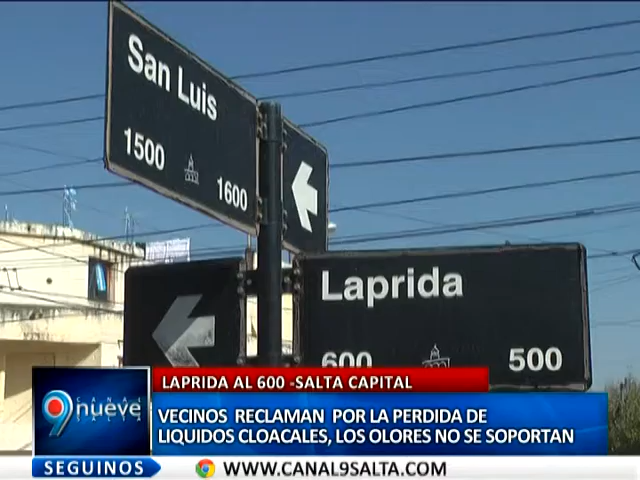 San Luis
1500
1600
Laprida
600
500
LAPRIDA AL 600 -SALTA CAPITAL
9 nueve
CANAL
SALTA
VECINOS RECLAMAN POR LA PERDIDA DE
LIQUIDOS CLOACALES, LOS OLORES NO SE SOPORTAN
SEGUINOS
WWW.CANAL9SALTA.COM